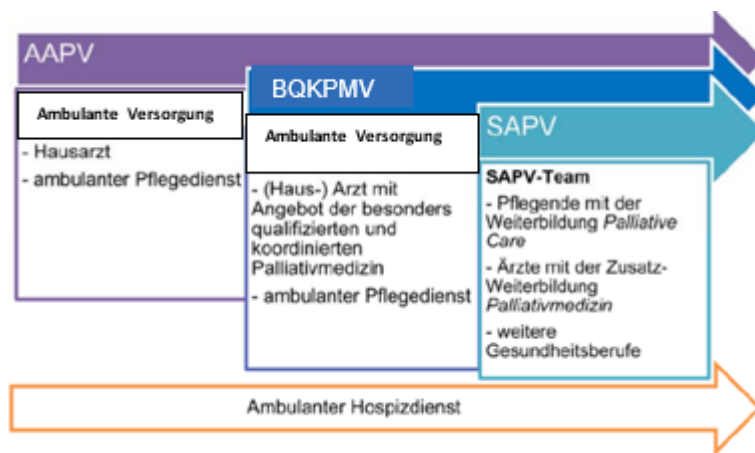 AAPV
Ambulante Versorgung
- Hausarzt
- ambulanter Pflegedienst
BQKPMV
Ambulante Versorgung
- (Haus-) Arzt mit
Angebot der besonders
qualifizierten und
koordinierten
Palliativmedizin
- ambulanter Pflegedienst
SAPV
SAPV-Team
- Pflegende mit der
Weiterbildung Palliative
Care
- Ärzte mit der Zusatz-
Weiterbildung
Palliativmedizin
- weitere
Gesundheitsberufe
Ambulanter Hospizdienst